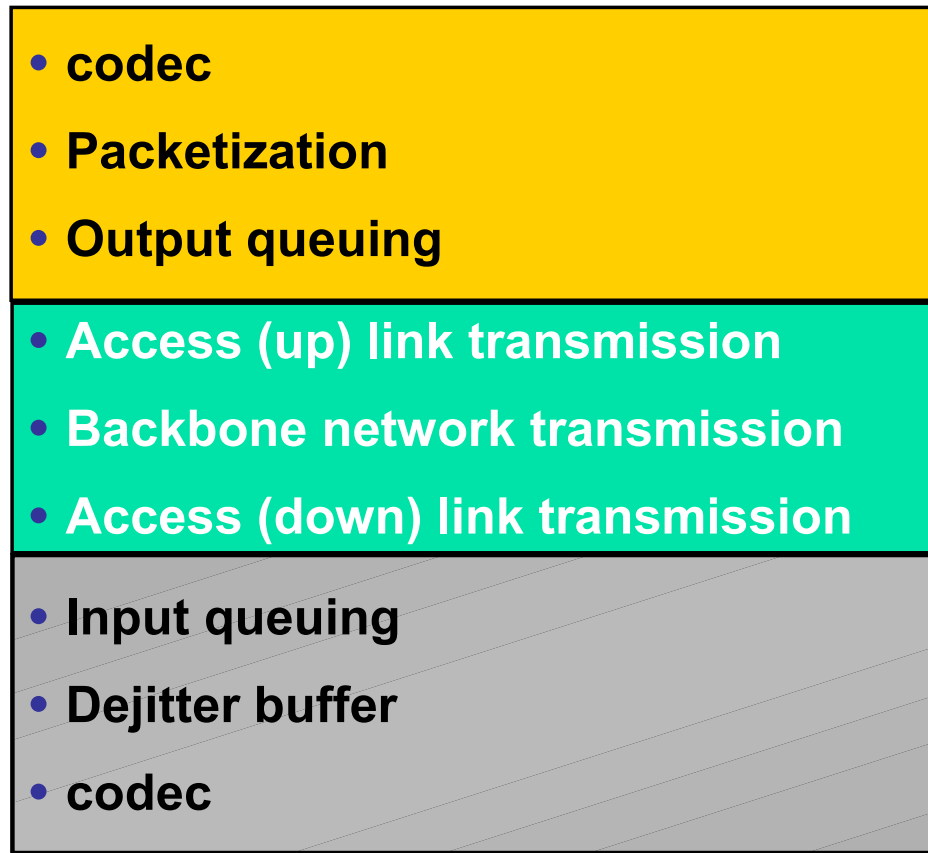 • codec
• Packetization
• Output queuing
• Access (up) link transmission
• Backbone network transmission
• Access (down) link transmission
• Input queuing
• Dejitter buffer
• codec